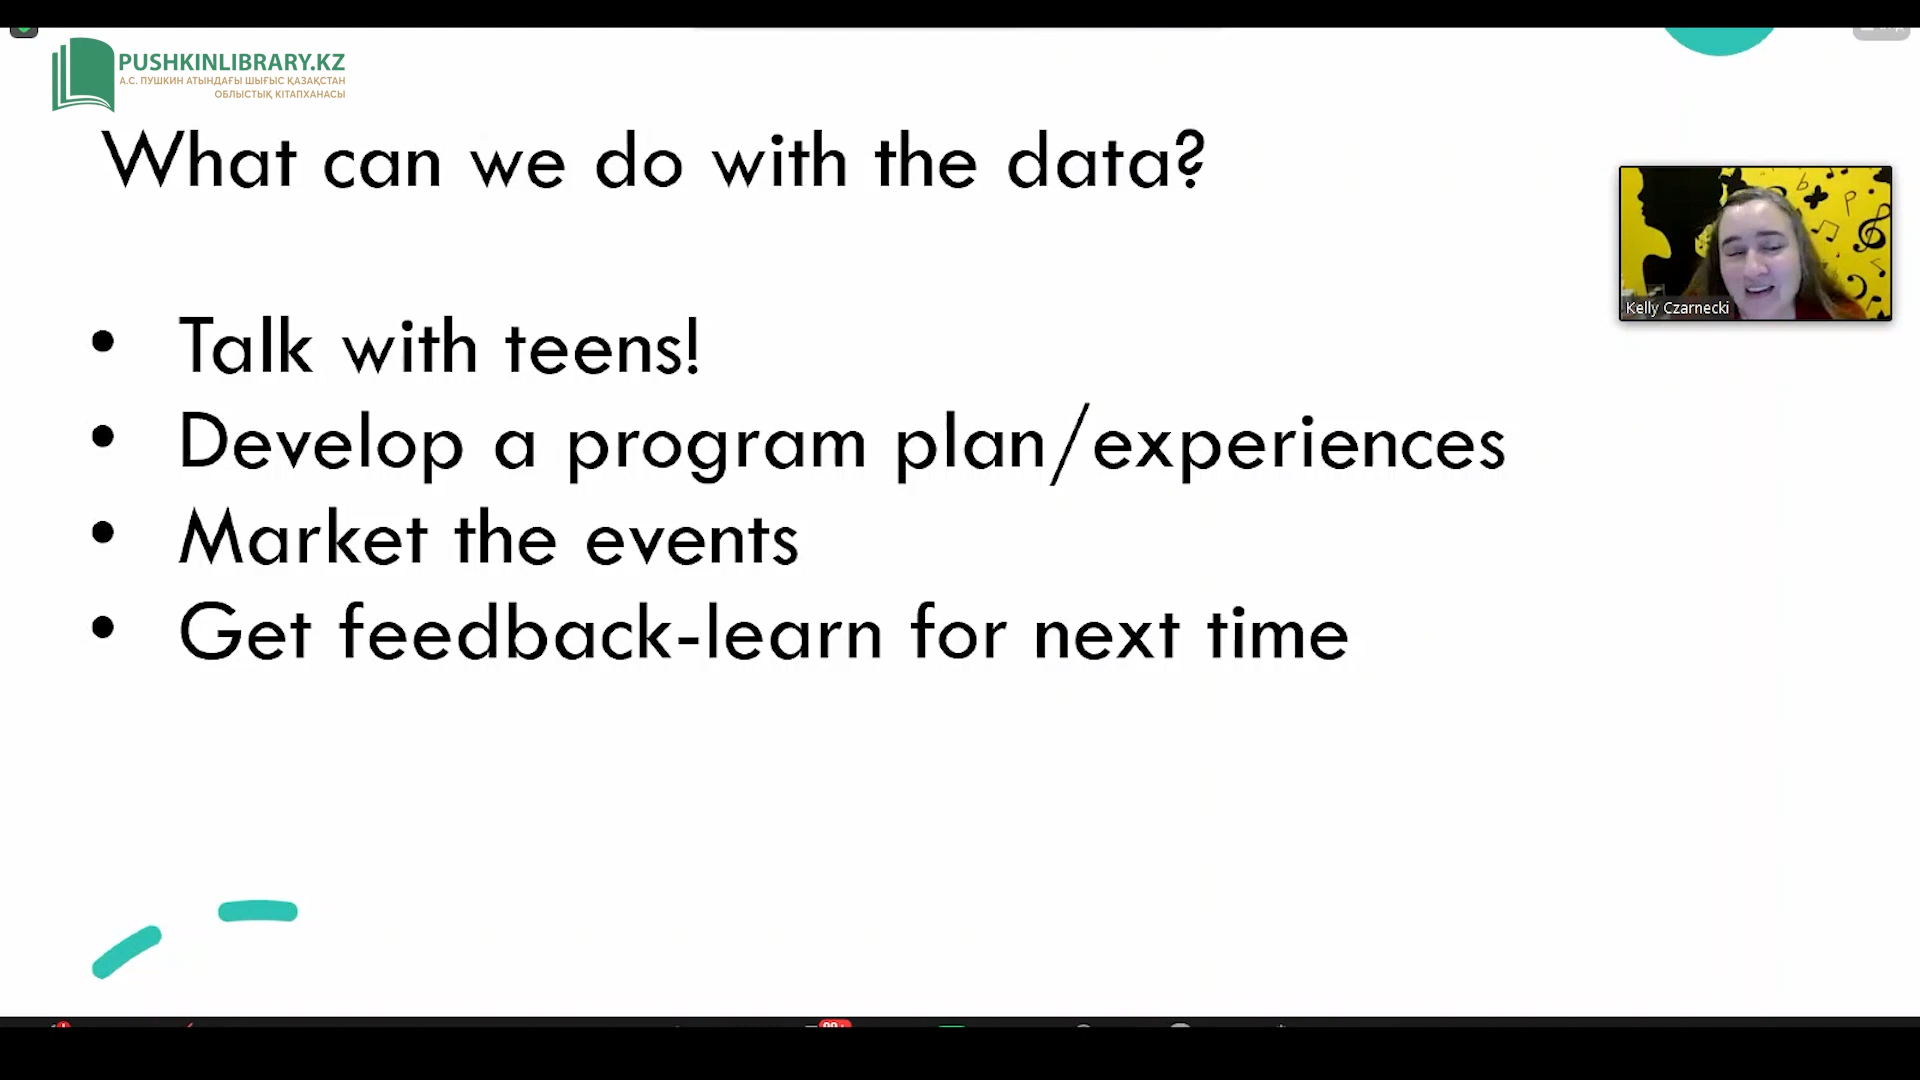 PUSHKINLIBRARY.KZ
А.С. ПУШКИН АТЫНДАҒЫ ШЫҒЫС ҚАЗАҚСТАН
ОБЛЫСТЫҚ КІТАПХАНАСЫ
What can we do with the data?
Kelly Czarnecki
• Talk with teens!
• Develop a program plan/experiences
• Market the events
• Get feedback-learn for next time